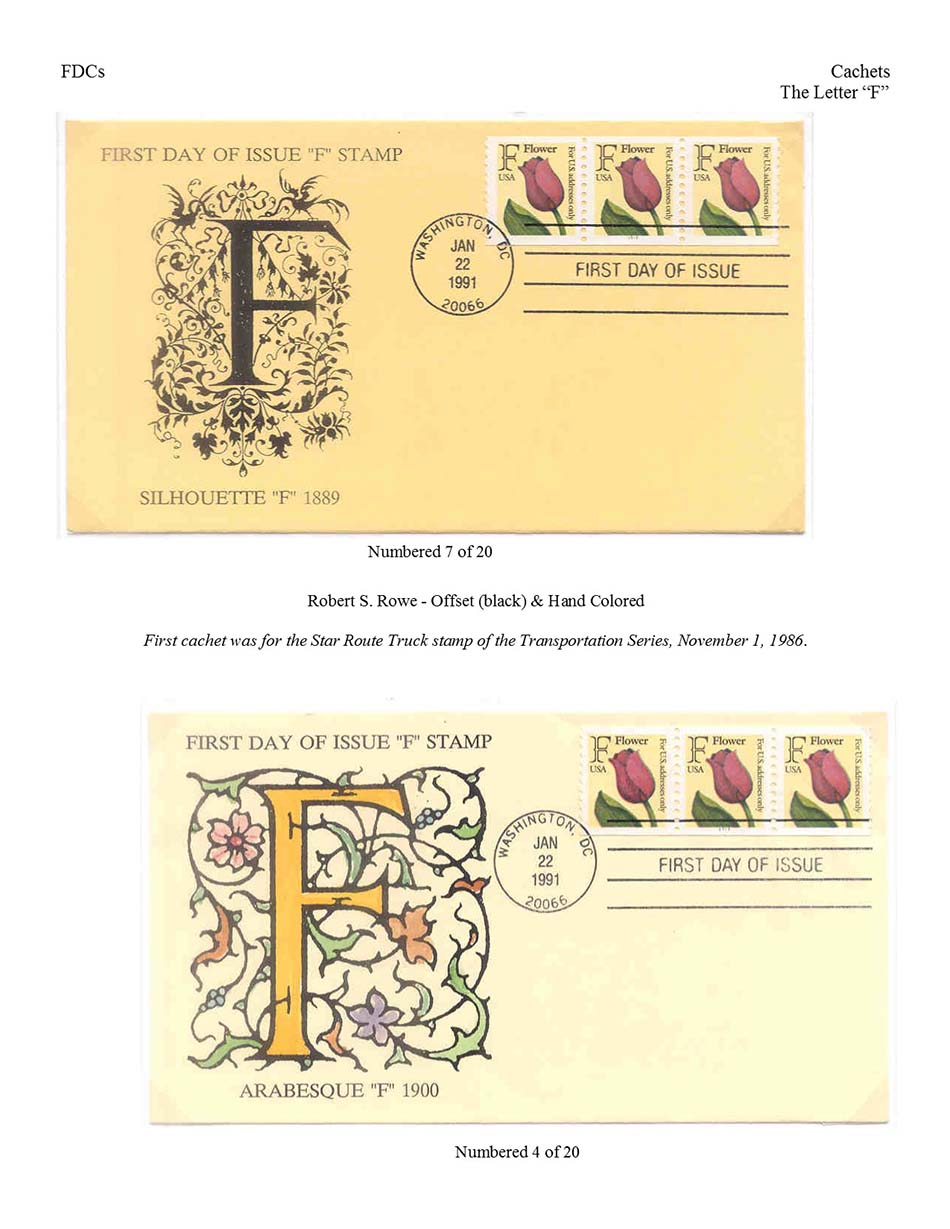 FDCs
Cachets
The Letter “F”
FIRST DAY OF ISSUE "F" STAMP
F Flower
USA
For U.S. addresses only
F Flower
USA
For U.S. addresses only
F Flower
USA
For U.S. addresses only
WASHINGTON, DC
JAN
22
1991
20066
FIRST DAY OF ISSUE
F
SILHOUETTE "F" 1889
Numbered 7 of 20
Robert S. Rowe - Offset (black) & Hand Colored
First cachet was for the Star Route Truck stamp of the Transportation Series, November 1, 1986.
FIRST DAY OF ISSUE "F" STAMP
F Flower
USA
For U.S. addresses only
F Flower
USA
For U.S. addresses only
F Flower
USA
For U.S. addresses only
WASHINGTON, DC
JAN
22
1991
20066
FIRST DAY OF ISSUE
F
ARABESQUE "F" 1900
Numbered 4 of 20